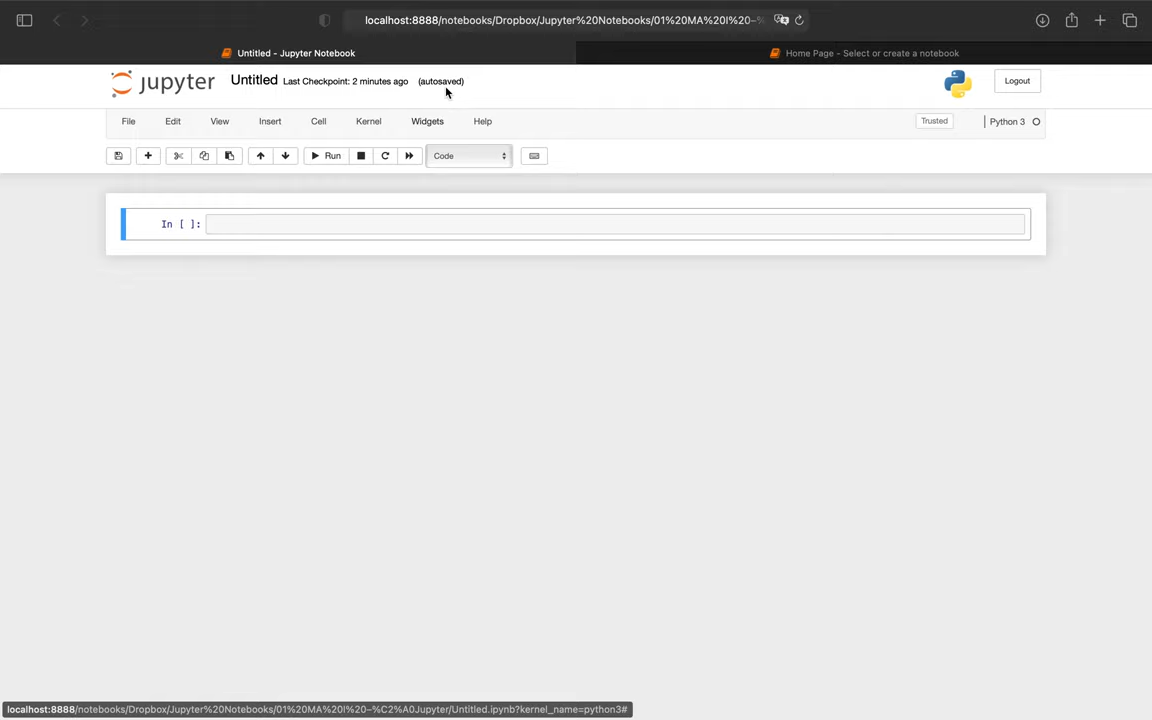 localhost:8888/notebooks/Dropbox/Jupyter%20Notebooks/01%20MA%20I%20–%
Untitled - Jupyter Notebook
Home Page - Select or create a notebook
jupyter Untitled Last Checkpoint: 2 minutes ago (autosaved)
Logout
File Edit View Insert Cell Kernel Widgets Help
Trusted
Python 3
Run
Code
In [ ]:
localhost:8888/notebooks/Dropbox/Jupyter%20Notebooks/01%20MA%20I%20–%C2%A0Jupyter/Untitled.ipynb?kernel_name=python3#